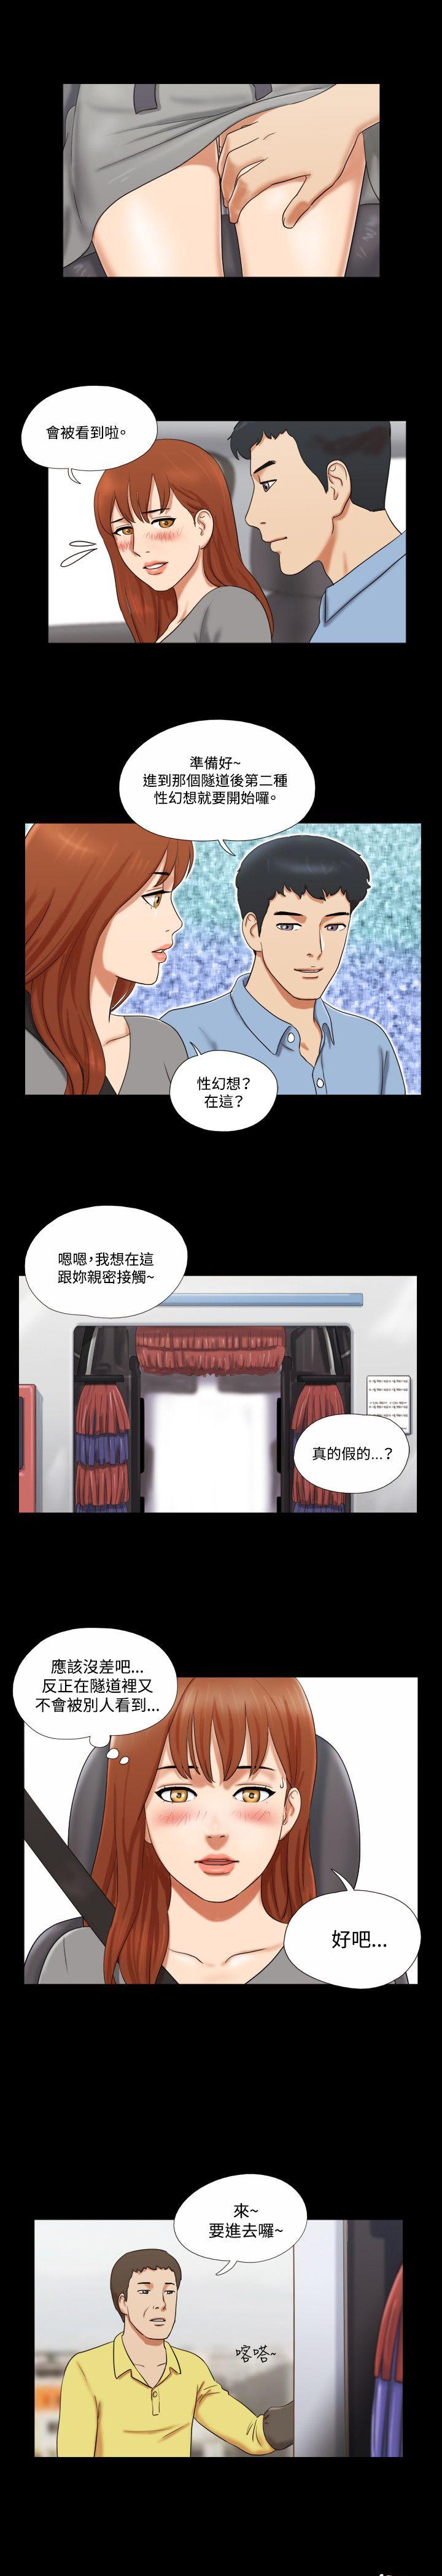 會被看到啦。
準備好~
進到那個隧道後第二種
性幻想就要開始囉。
性幻想？
在這？
嗯嗯，我想在這
跟妳親密接觸~
真的假的...？
應該沒差吧...
反正在隧道裡又
不會被別人看到...
好吧...
來~
要進去囉~
喀嗒~